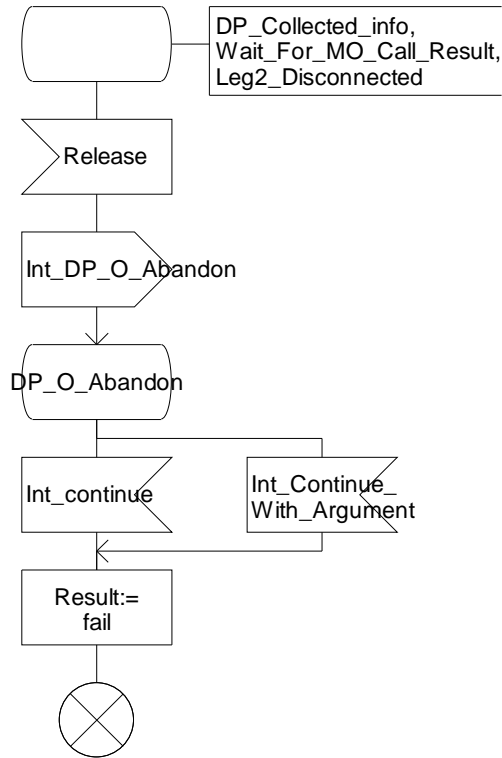 DP_Collected_info,
Wait_For_MO_Call_Result,
Leg2_Disconnected
Release
Int_DP_O_Abandon
DP_O_Abandon
Int_continue
Int_Continue_
With_Argument
Result:=
fail